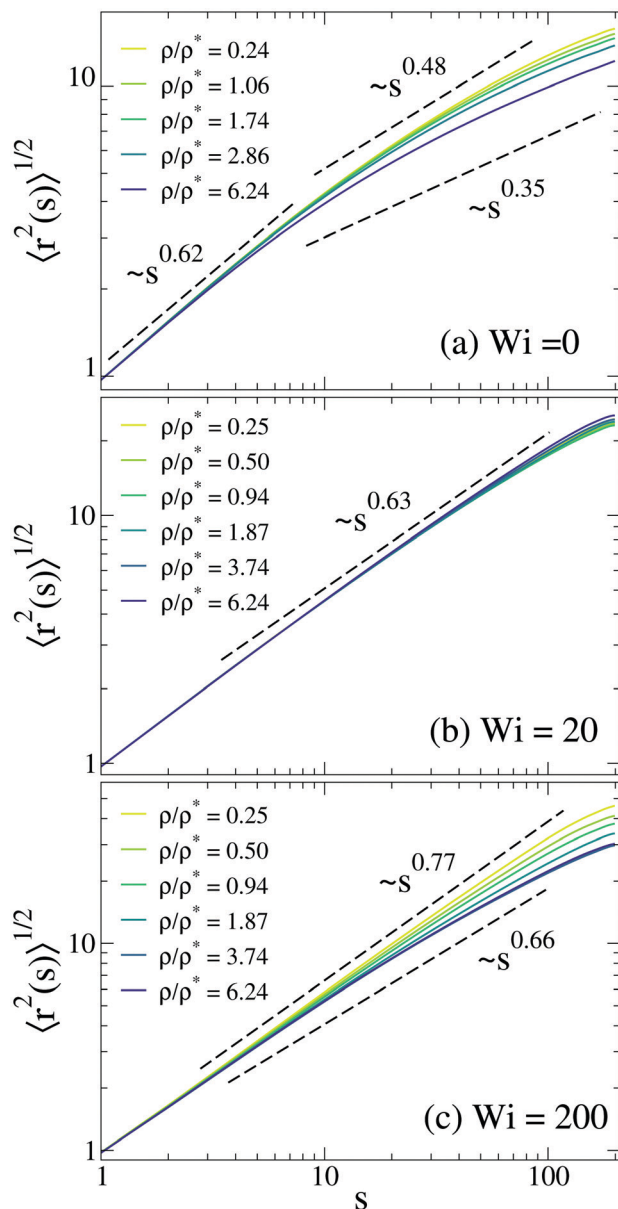 ⟨r²(s)⟩^1/2
10
1
ρ/ρ* = 0.24
ρ/ρ* = 1.06
ρ/ρ* = 1.74
ρ/ρ* = 2.86
ρ/ρ* = 6.24
~s^0.48
~s^0.35
~s^0.62
(a) Wi =0
⟨r²(s)⟩^1/2
10
1
ρ/ρ* = 0.25
ρ/ρ* = 0.50
ρ/ρ* = 0.94
ρ/ρ* = 1.87
ρ/ρ* = 3.74
ρ/ρ* = 6.24
~s^0.63
(b) Wi = 20
⟨r²(s)⟩^1/2
10
1
ρ/ρ* = 0.25
ρ/ρ* = 0.50
ρ/ρ* = 0.94
ρ/ρ* = 1.87
ρ/ρ* = 3.74
ρ/ρ* = 6.24
~s^0.77
~s^0.66
(c) Wi = 200
1 10 100
s